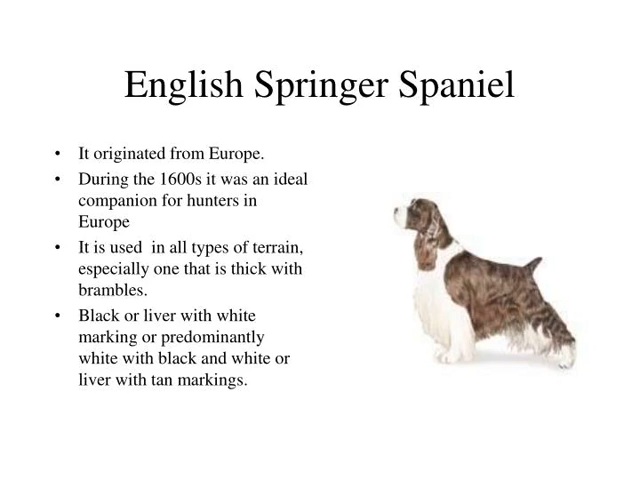 English Springer Spaniel
• It originated from Europe.
• During the 1600s it was an ideal
companion for hunters in
Europe
• It is used  in all types of terrain,
especially one that is thick with
brambles.
• Black or liver with white
marking or predominantly
white with black and white or
liver with tan markings.